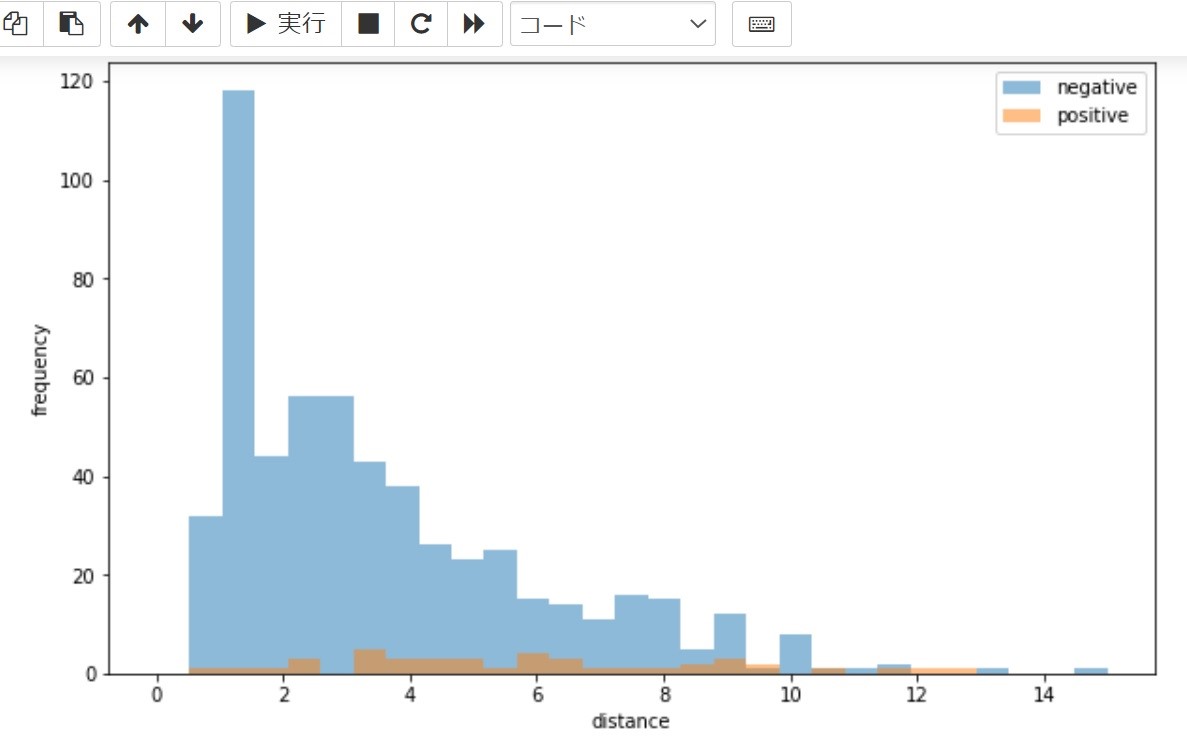 実行
コード
120
100
80
60
40
20
0
frequency
negative
positive
0 2 4 6 8 10 12 14
distance